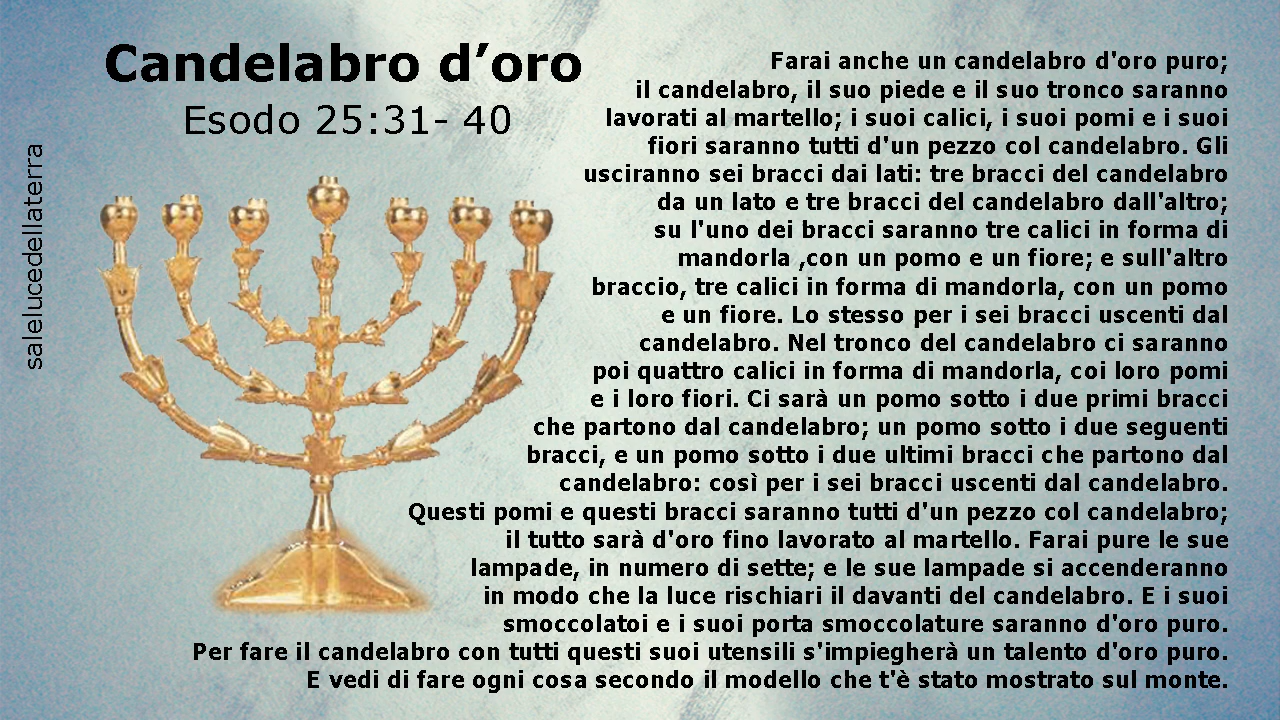 Candelabro d’oro
Esodo 25:31- 40
salelucedellaterra
Farai anche un candelabro d'oro puro;
il candelabro, il suo piede e il suo tronco saranno
lavorati al martello; i suoi calici, i suoi pomi e i suoi
fiori saranno tutti d'un pezzo col candelabro. Gli
usciranno sei bracci dai lati: tre bracci del candelabro
da un lato e tre bracci del candelabro dall'altro;
su l'uno dei bracci saranno tre calici in forma di
mandorla ,con un pomo e un fiore; e sull'altro
braccio, tre calici in forma di mandorla, con un pomo
e un fiore. Lo stesso per i sei bracci uscenti dal
candelabro. Nel tronco del candelabro ci saranno
poi quattro calici in forma di mandorla, coi loro pomi
e i loro fiori. Ci sarà un pomo sotto i due primi bracci
che partono dal candelabro; un pomo sotto i due seguenti
bracci, e un pomo sotto i due ultimi bracci che partono dal
candelabro: così per i sei bracci uscenti dal candelabro.
Questi pomi e questi bracci saranno tutti d'un pezzo col candelabro;
il tutto sarà d'oro fino lavorato al martello. Farai pure le sue
lampade, in numero di sette; e le sue lampade si accenderanno
in modo che la luce rischiari il davanti del candelabro. E i suoi
smoccolatoi e i suoi porta smoccolature saranno d'oro puro.
Per fare il candelabro con tutti questi suoi utensili s'impiegherà un talento d'oro puro.
E vedi di fare ogni cosa secondo il modello che t'è stato mostrato sul monte.